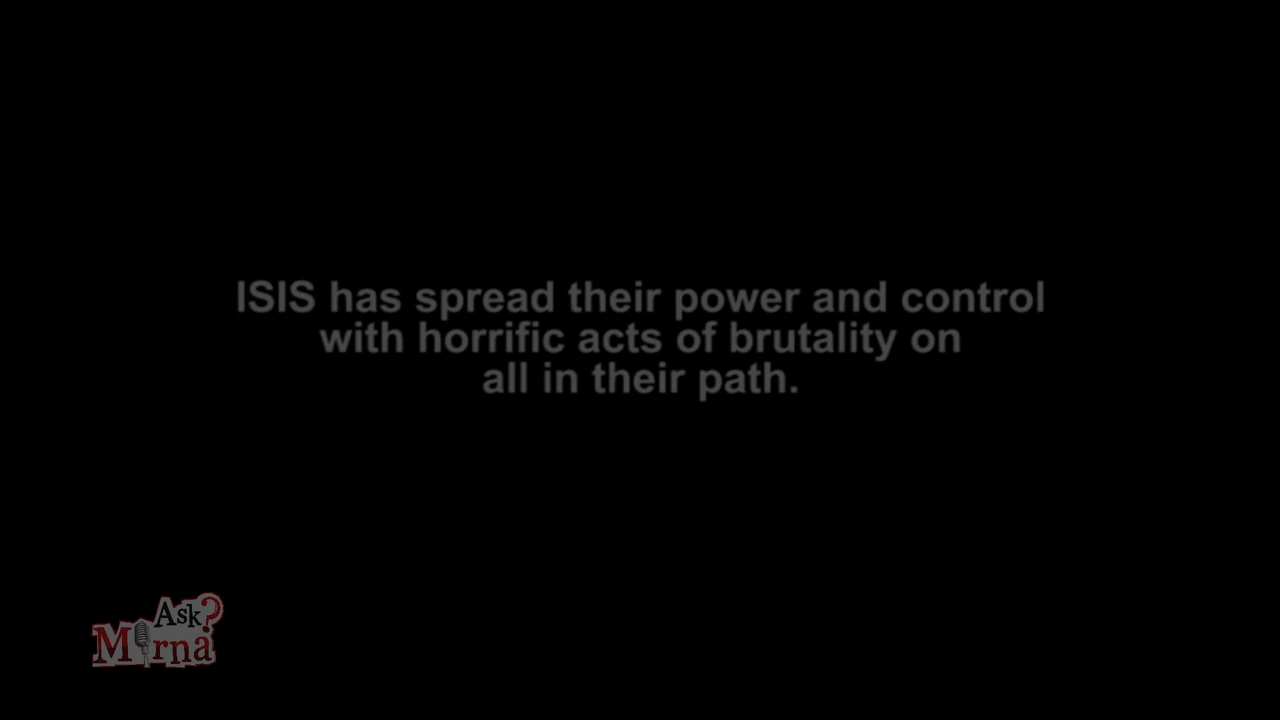 ISIS has spread their power and control
with horrific acts of brutality on
all in their path.
Ask?
Mirna